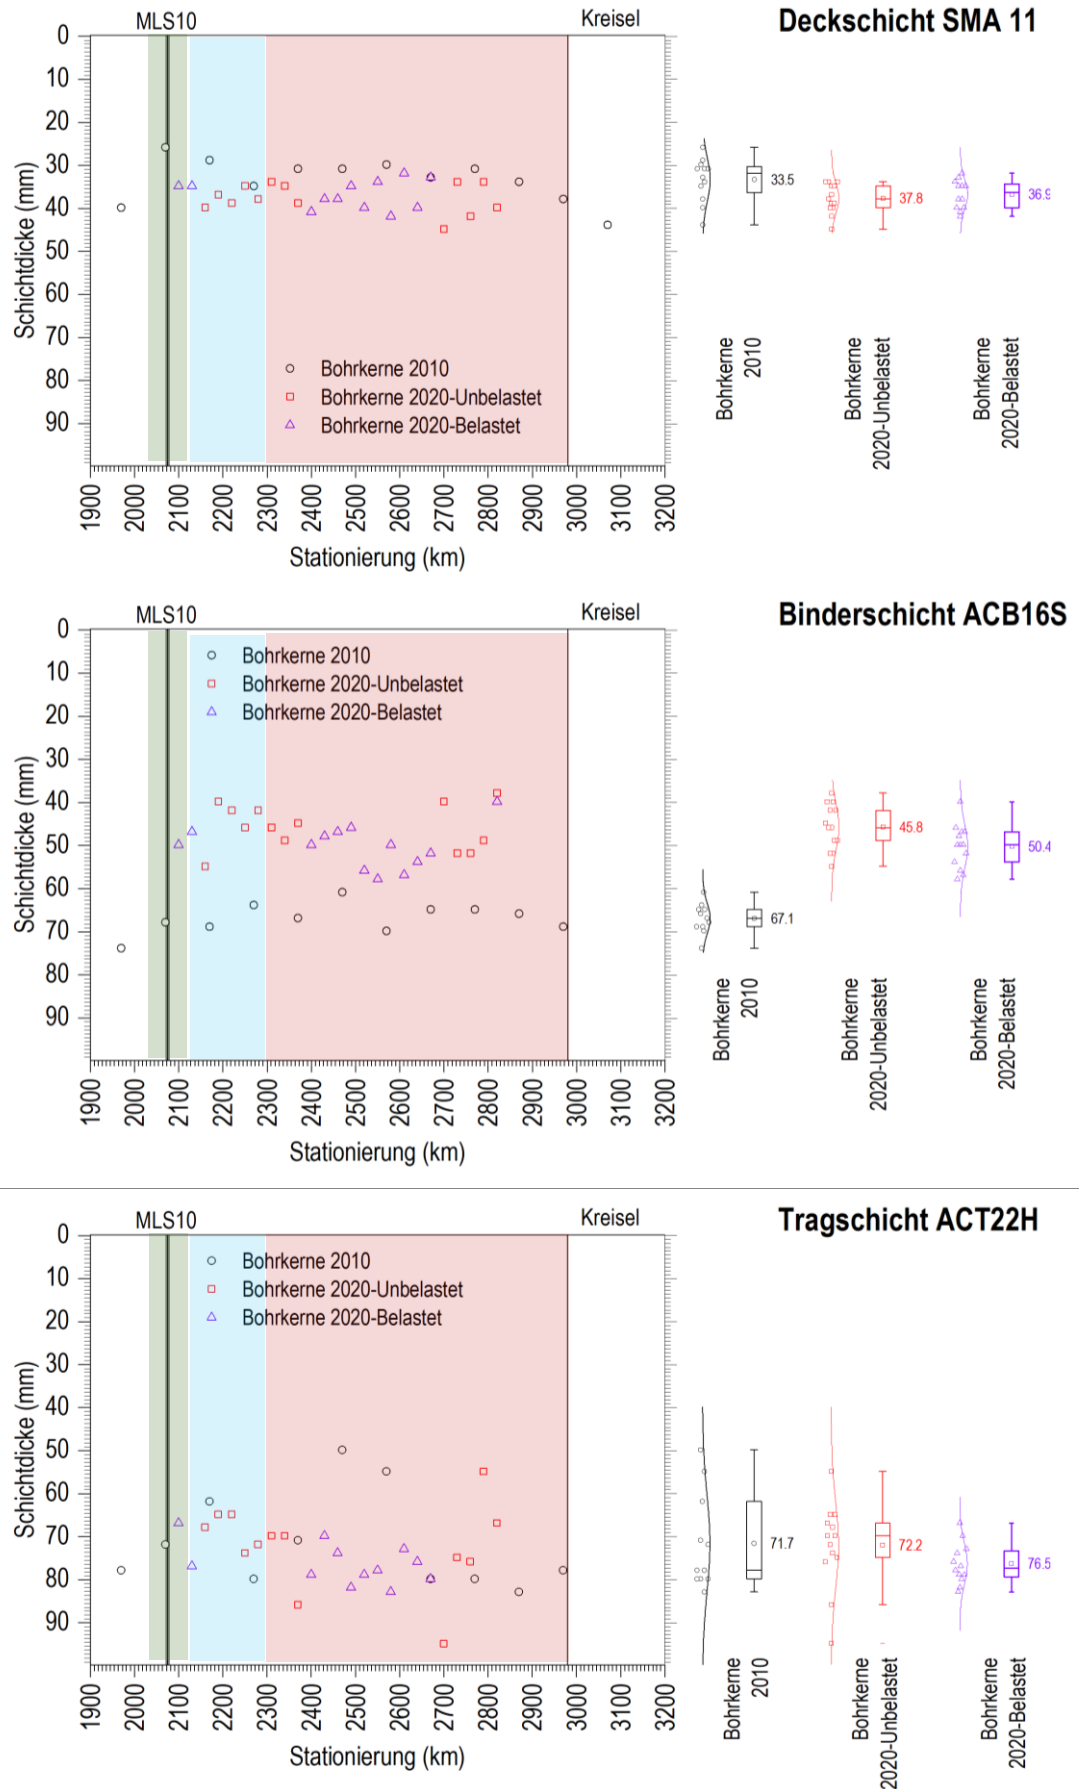 MLS10
Kreisel
Deckschicht SMA 11
0
10
20
30
40
50
60
70
80
90
Schichtdicke (mm)
Bohrkerne 2010
Bohrkerne 2020-Unbelastet
Bohrkerne 2020-Belastet
1900
2000
2100
2200
2300
2400
2500
2600
2700
2800
2900
3000
3100
3200
Stationierung (km)
33.5
37.8
36.9
Bohrkerne
2010
Bohrkerne
2020-Unbelastet
Bohrkerne
2020-Belastet
MLS10
Kreisel
Binderschicht ACB16S
0
10
20
30
40
50
60
70
80
90
Schichtdicke (mm)
Bohrkerne 2010
Bohrkerne 2020-Unbelastet
Bohrkerne 2020-Belastet
1900
2000
2100
2200
2300
2400
2500
2600
2700
2800
2900
3000
3100
3200
Stationierung (km)
67.1
45.8
50.4
Bohrkerne
2010
Bohrkerne
2020-Unbelastet
Bohrkerne
2020-Belastet
MLS10
Kreisel
Tragschicht ACT22H
0
10
20
30
40
50
60
70
80
90
Schichtdicke (mm)
Bohrkerne 2010
Bohrkerne 2020-Unbelastet
Bohrkerne 2020-Belastet
1900
2000
2100
2200
2300
2400
2500
2600
2700
2800
2900
3000
3100
3200
Stationierung (km)
71.7
72.2
76.5
Bohrkerne
2010
Bohrkerne
2020-Unbelastet
Bohrkerne
2020-Belastet